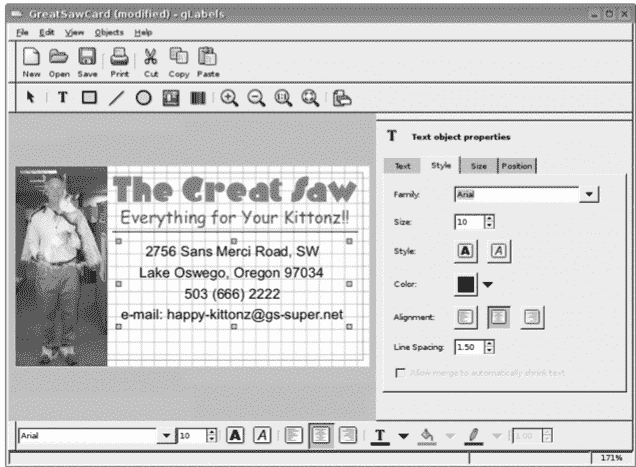 GreatSawCard (modified) - gLabels
File Edit View Objects Help
New Open Save Print Cut Copy Paste
T Text object properties
Text Style Size Position
Family: Arial
Size: 10
Style: A A
Color:
Alignment:
Line Spacing: 1.50
Allow merge to automatically shrink text
The Great Saw
Everything for Your Kittonz!!
2756 Sans Merci Road, SW
Lake Oswego, Oregon 97034
503 (666) 2222
e-mail: happy-kittonz@gs-super.net
Arial 10 A A T 1.00
171%